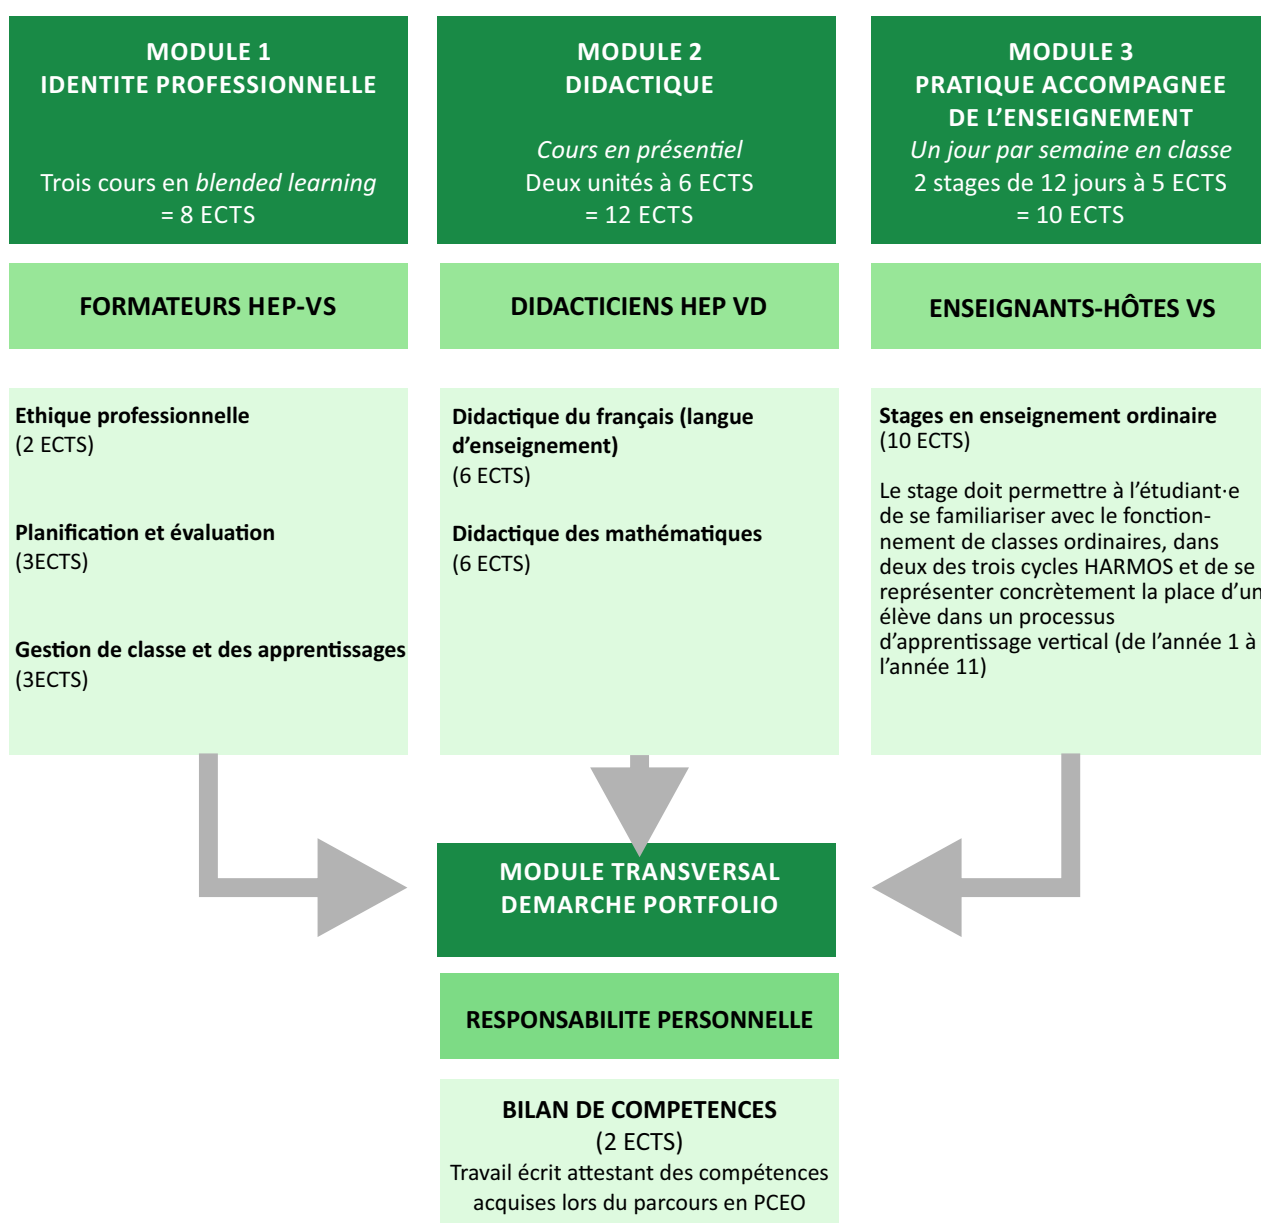 MODULE 1
IDENTITE PROFESSIONNELLE
Trois cours en blended learning
= 8 ECTS
MODULE 2
DIDACTIQUE
Cours en présentiel
Deux unités à 6 ECTS
= 12 ECTS
MODULE 3
PRATIQUE ACCOMPAGNEE
DE L’ENSEIGNEMENT
Un jour par semaine en classe
2 stages de 12 jours à 5 ECTS
= 10 ECTS
FORMATEURS HEP-VS
DIDACTICIENS HEP VD
ENSEIGNANTS-HÔTES VS
Ethique professionnelle
(2 ECTS)
Planification et évaluation
(3ECTS)
Gestion de classe et des apprentissages
(3ECTS)
Didactique du français (langue
d’enseignement)
(6 ECTS)
Didactique des mathématiques
(6 ECTS)
Stages en enseignement ordinaire
(10 ECTS)
Le stage doit permettre à l’étudiant·e
de se familiariser avec le fonction-
nement de classes ordinaires, dans
deux des trois cycles HARMOS et de se
représenter concrètement la place d’un
élève dans un processus
d’apprentissage vertical (de l’année 1 à
l’année 11)
MODULE TRANSVERSAL
DEMARCHE PORTFOLIO
RESPONSABILITE PERSONNELLE
BILAN DE COMPETENCES
(2 ECTS)
Travail écrit attestant des compétences
acquises lors du parcours en PCEO